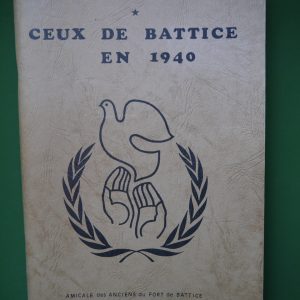 CEUX DE BATTICE
EN 1940
AMICALE des ANCIENS du FORT de BATTICE